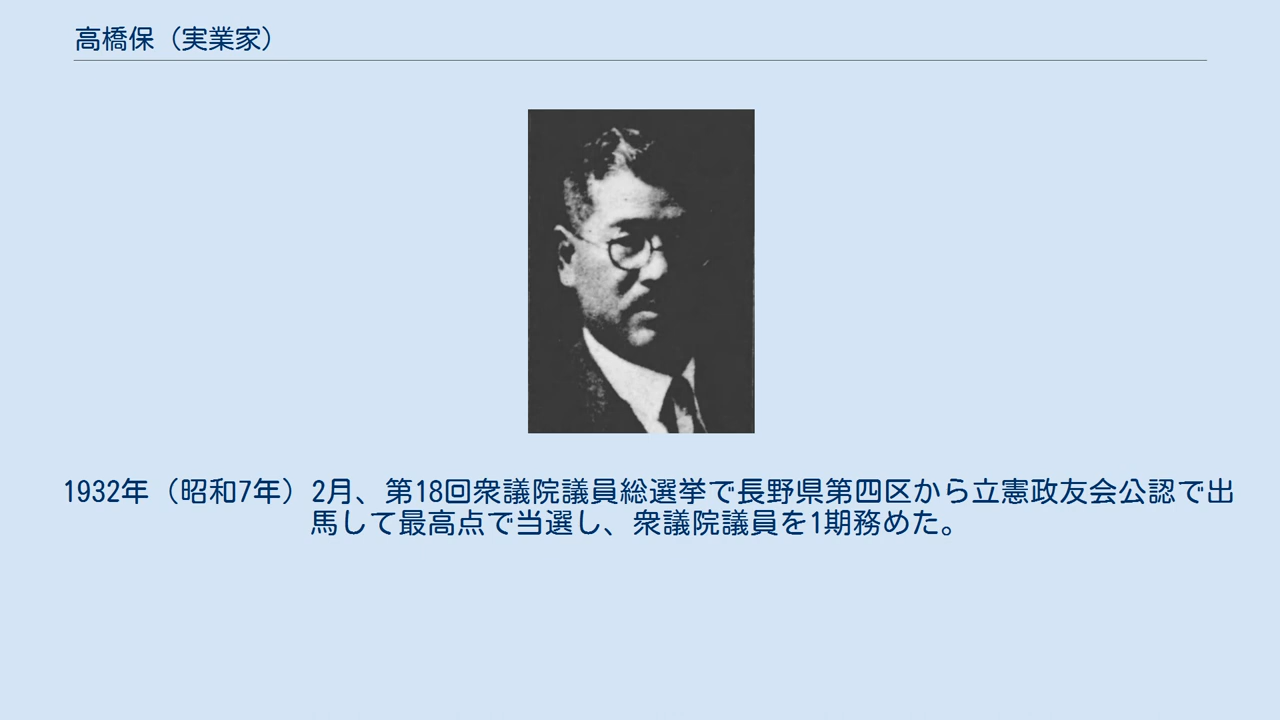 高橋保（実業家）
1932年（昭和7年）2月、第18回衆議院議員総選挙で長野県第四区から立憲政友会公認で出
馬して最高点で当選し、衆議院議員を1期務めた。